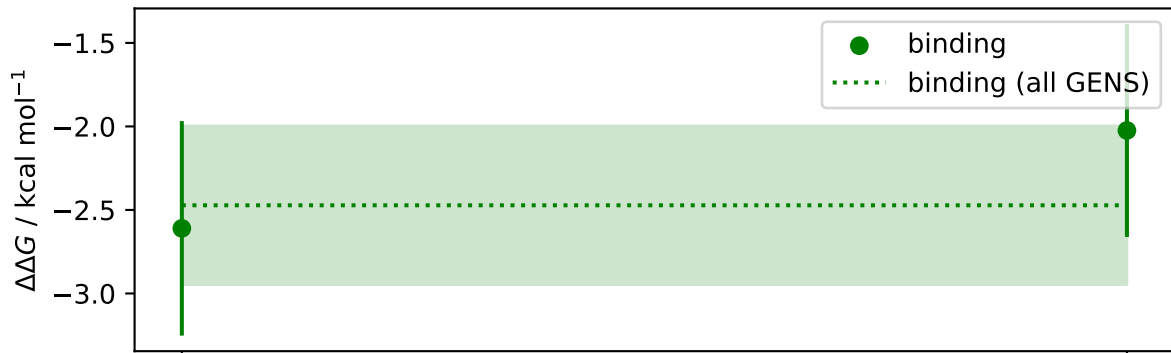 −1.5
−2.0
−2.5
−3.0
ΔΔG / kcal mol⁻¹
binding
binding (all GENS)